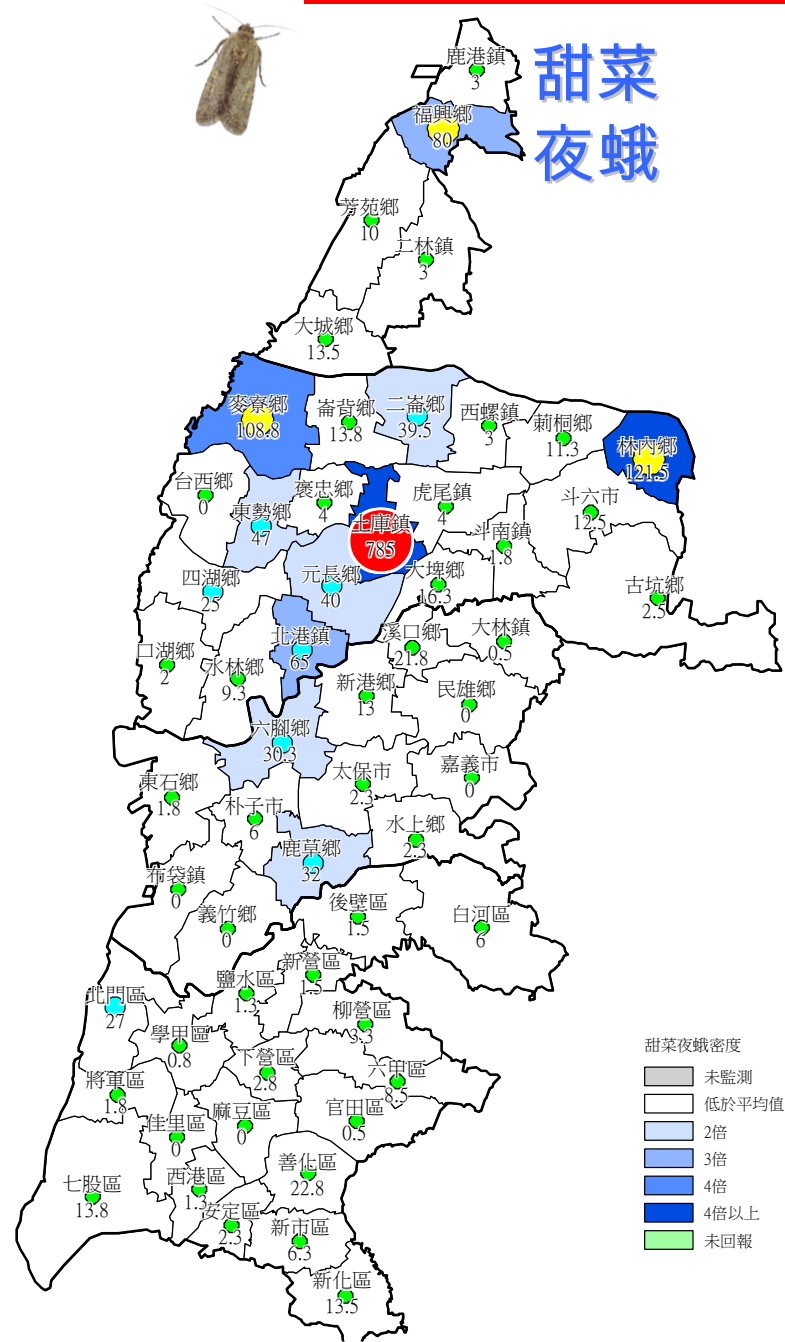 甜菜
夜蛾
鹿港鎮
3
福興鄉
80
芳苑鄉
10
二林鎮
3
大城鄉
13.5
麥寮鄉
108.8
崙背鄉
13.8
二崙鄉
39.5
西螺鎮
3
莿桐鄉
11.3
林內鄉
121.5
台西鄉
0
東勢鄉
47
褒忠鄉
4
土庫鎮
785
虎尾鎮
4
斗南鎮
1.8
斗六市
12.5
四湖鄉
25
元長鄉
40
大埤鄉
16.3
古坑鄉
2.5
口湖鄉
2
水林鄉
9.3
北港鎮
65
溪口鄉
21.8
大林鎮
0.5
新港鄉
13
民雄鄉
0
六腳鄉
30.3
東石鄉
1.8
朴子市
6
太保市
2.3
嘉義市
0
鹿草鄉
32
水上鄉
2.3
布袋鎮
0
義竹鄉
0
後壁區
1.5
白河區
6
北門區
27
鹽水區
1.3
新營區
1.5
柳營區
3.3
學甲區
0.8
下營區
2.8
六甲區
8.5
將軍區
1.8
佳里區
0
麻豆區
0
官田區
0.5
七股區
13.8
西港區
1.3
善化區
22.8
安定區
2.3
新市區
6.3
新化區
13.5
甜菜夜蛾密度
未監測
低於平均值
2倍
3倍
4倍
4倍以上
未回報